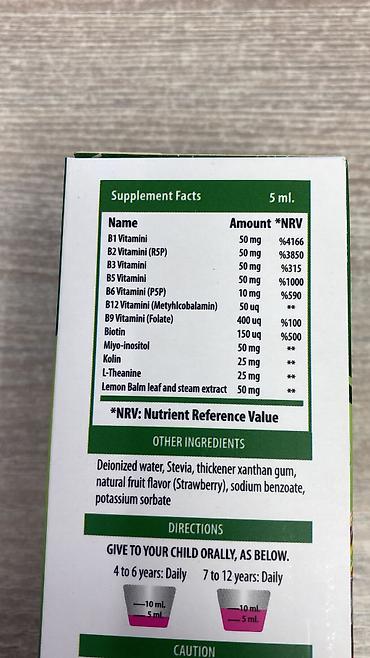 Supplement Facts 5 ml.
Name Amount *NRV
B1 Vitamini 50 mg %4166
B2 Vitamini (R5P) 50 mg %3850
B3 Vitamini 50 mg %315
B5 Vitamini 50 mg %1000
B6 Vitamini (P5P) 10 mg %590
B12 Vitamini (Metyhlcobalamin) 50 uq **
B9 Vitamini (Folate) 400 uq %100
Biotin 150 uq %500
Miyo-inositol 50 mg **
Kolin 25 mg **
L-Theanine 25 mg **
Lemon Balm leaf and steam extract 50 mg **
*NRV: Nutrient Reference Value
OTHER INGREDIENTS
Deionized water, Stevia, thickener xanthan gum,
natural fruit flavor (Strawberry), sodium benzoate,
potassium sorbate
DIRECTIONS
GIVE TO YOUR CHILD ORALLY, AS BELOW.
4 to 6 years: Daily 7 to 12 years: Daily
10 ml. 10 ml.
5 ml. 5 ml.
CAUTION